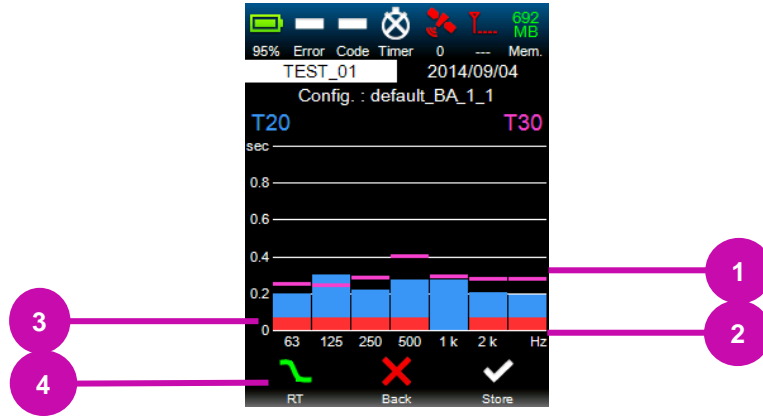 692
MB
95% Error Code Timer 0 --- Mem.
TEST_01 2014/09/04
Config. : default_BA_1_1
T20 T30
sec
0.8
0.6
0.4
1
0.2
3
0
2
63 125 250 500 1 k 2 k Hz
4
RT Back Store